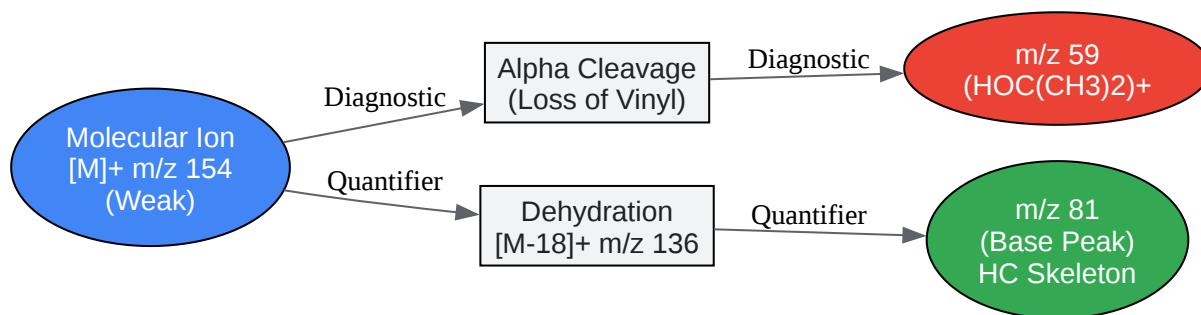 Molecular Ion
[M]+ m/z 154
(Weak)
Diagnostic
Quantifier
Alpha Cleavage
(Loss of Vinyl)
Dehydration
[M-18]+ m/z 136
Diagnostic
Quantifier
m/z 59
(HOC(CH3)2)+
m/z 81
(Base Peak)
HC Skeleton